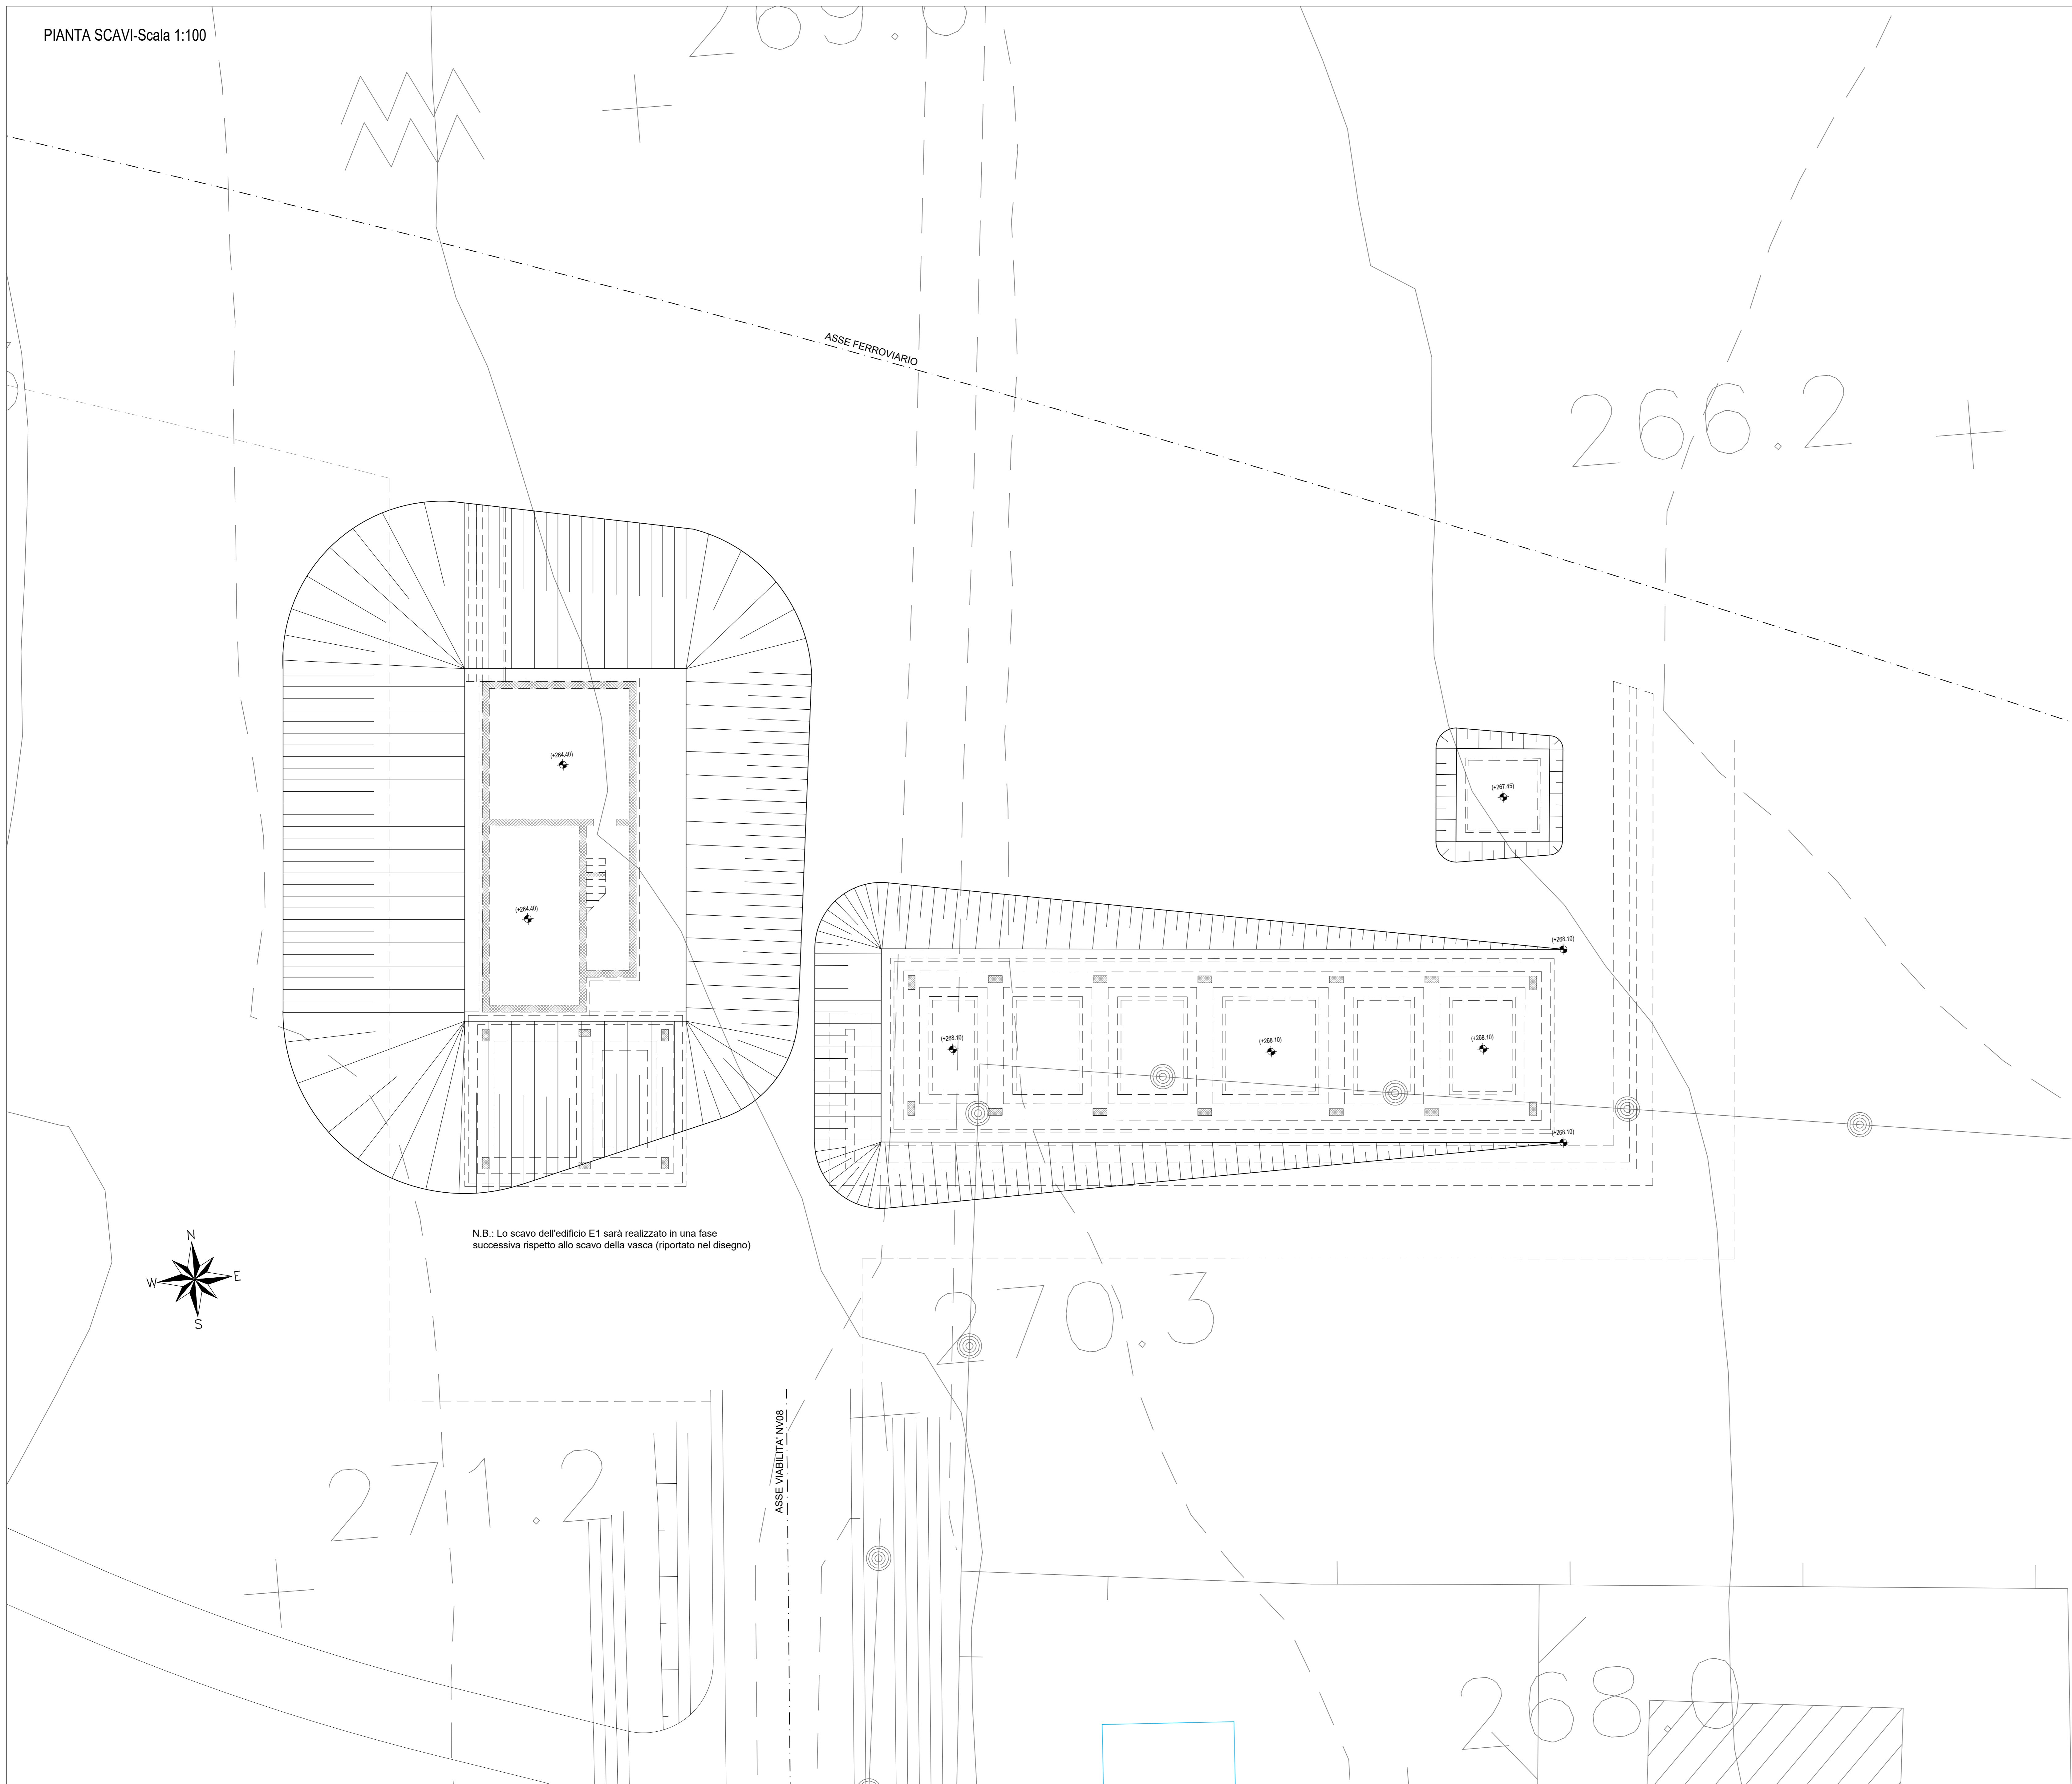 PIANTA SCAVI-Scala 1:100
269.6
ASSE FERROVIARIO
266.2
(+264.40)
(+267.45)
(+264.40)
(+268.10)
(+268.10)
(+268.10)
(+268.10)
(+268.10)
N.B.: Lo scavo dell'edificio E1 sarà realizzato in una fase
successiva rispetto allo scavo della vasca (riportato nel disegno)
N
W E
S
270.3
ASSE VIABILITA' NV08
271.2
268.0